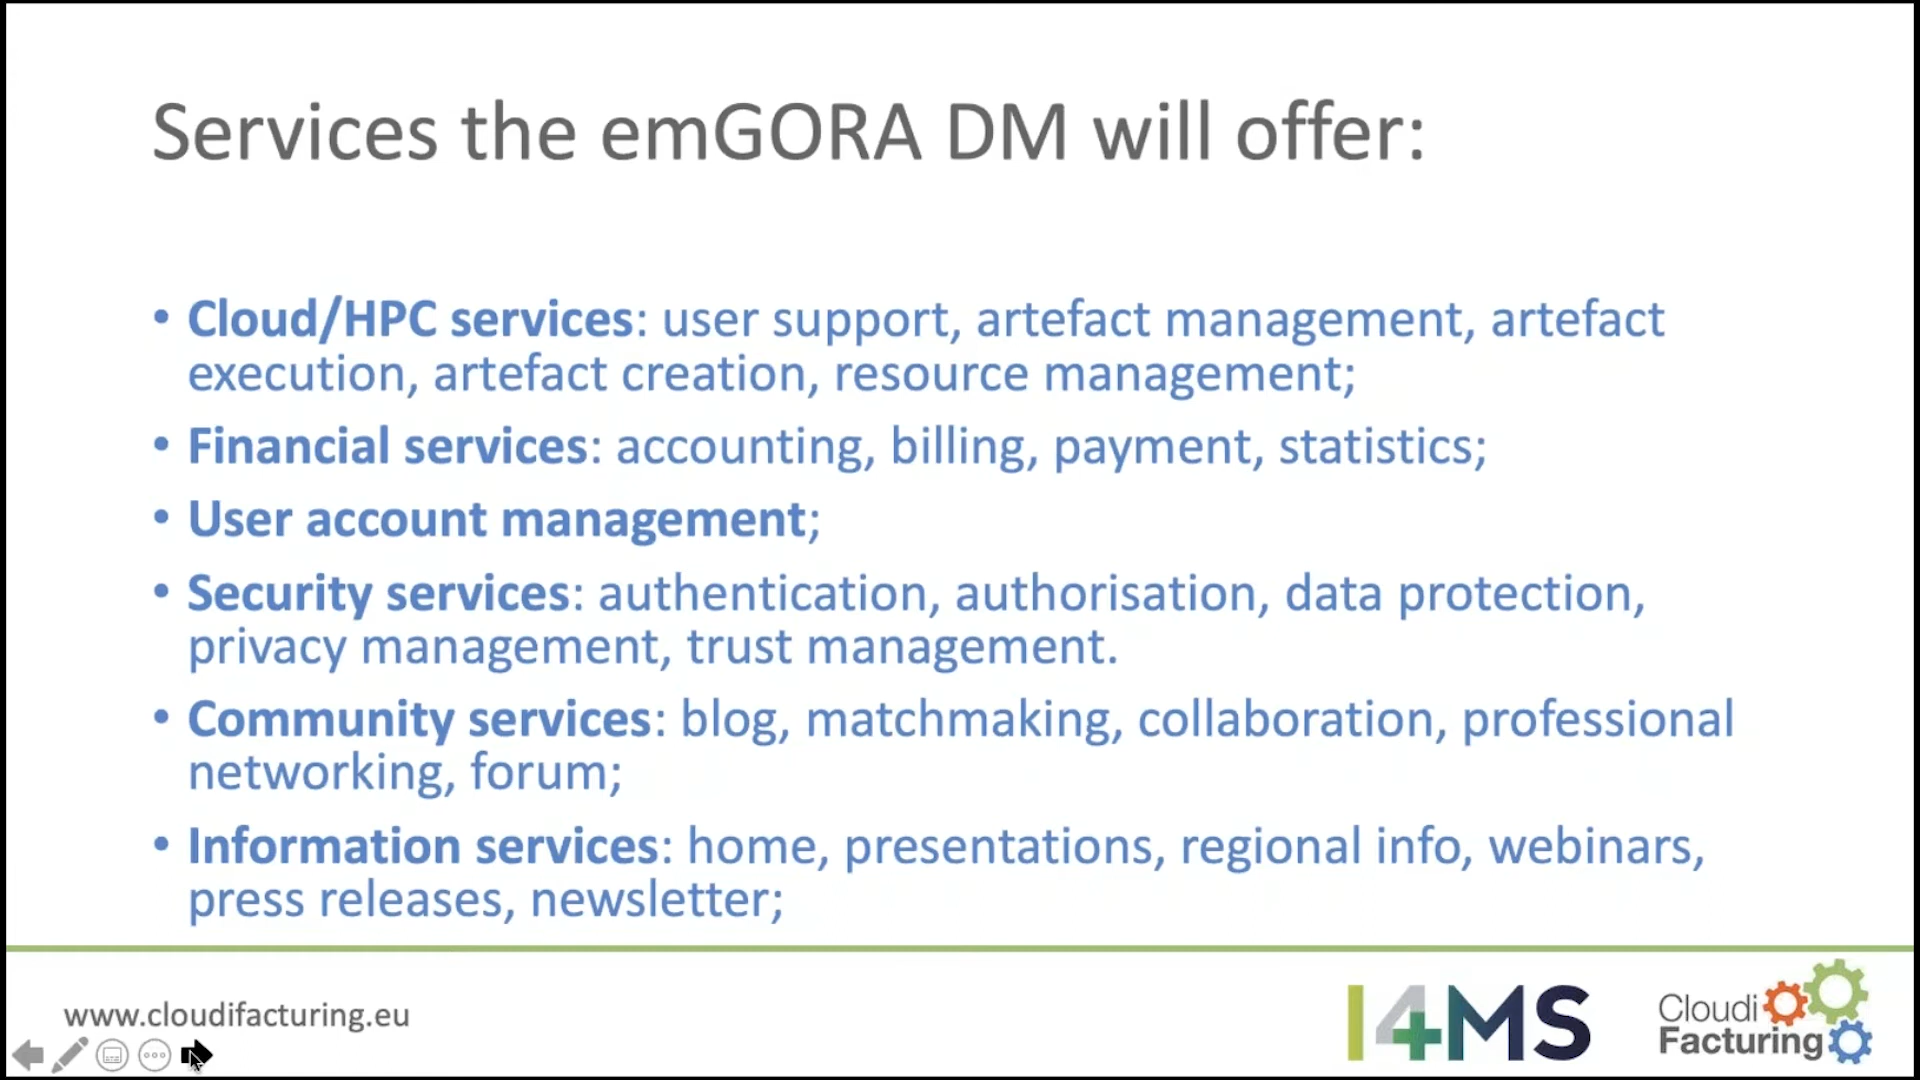 Services the emGORA DM will offer:
• Cloud/HPC services: user support, artefact management, artefact
execution, artefact creation, resource management;
• Financial services: accounting, billing, payment, statistics;
• User account management;
• Security services: authentication, authorisation, data protection,
privacy management, trust management.
• Community services: blog, matchmaking, collaboration, professional
networking, forum;
• Information services: home, presentations, regional info, webinars,
press releases, newsletter;
www.cloudifacturing.eu
I4MS
Cloudi
Facturing